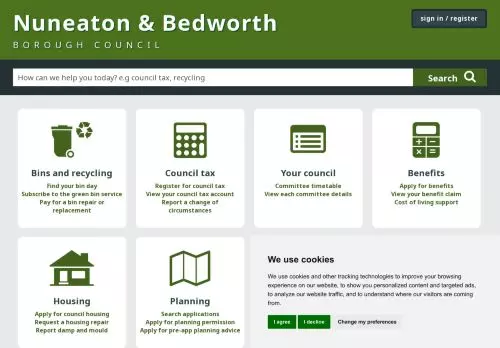 Nuneaton & Bedworth
BOROUGH COUNCIL
sign in / register
How can we help you today? e.g council tax, recycling
Search
Bins and recycling
Find your bin day
Subscribe to the green bin service
Pay for a bin repair or
replacement
Council tax
Register for council tax
View your council tax account
Report a change of
circumstances
Your council
Committee timetable
View each committee details
Benefits
Apply for benefits
View your benefit claim
Cost of living support
Housing
Apply for council housing
Request a housing repair
Report damp and mould
Planning
Search applications
Apply for planning permission
Apply for pre-app planning advice
We use cookies
We use cookies and other tracking technologies to improve your browsing
experience on our website, to show you personalized content and targeted ads,
to analyze our website traffic, and to understand where our visitors are coming
from.
I agree
I decline
Change my preferences